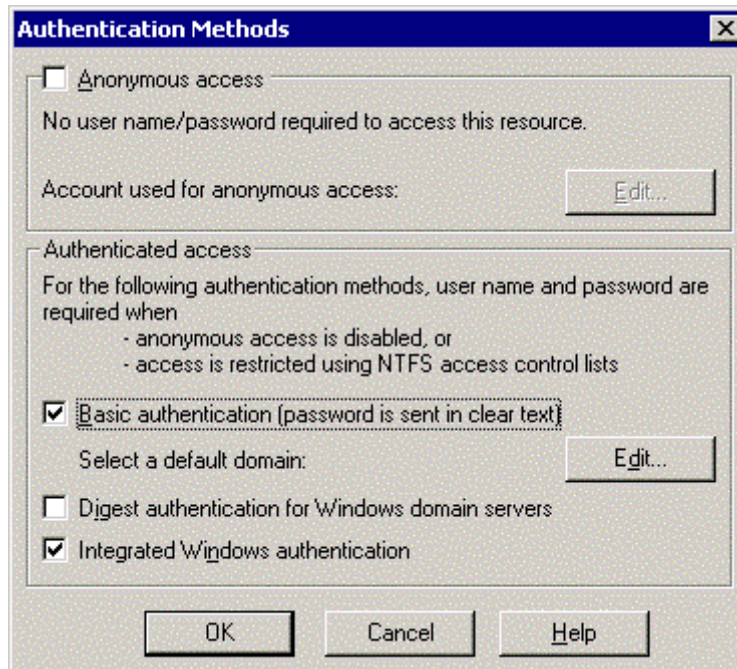 Authentication Methods
Anonymous access
No user name/password required to access this resource.
Account used for anonymous access:
Edit...
Authenticated access
For the following authentication methods, user name and password are
required when
- anonymous access is disabled, or
- access is restricted using NTFS access control lists
Basic authentication (password is sent in clear text)
Select a default domain:
Edit...
Digest authentication for Windows domain servers
Integrated Windows authentication
OK
Cancel
Help